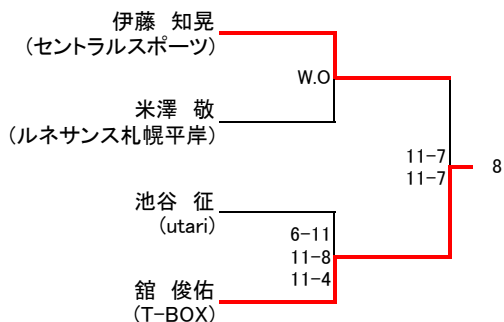 伊藤　知晃
(セントラルスポーツ)
W.O
米澤　敬
(ルネサンス札幌平岸)
11-7
11-7
8
池谷　征
(utari)
6-11
11-8
11-4
舘　俊佑
(T-BOX)